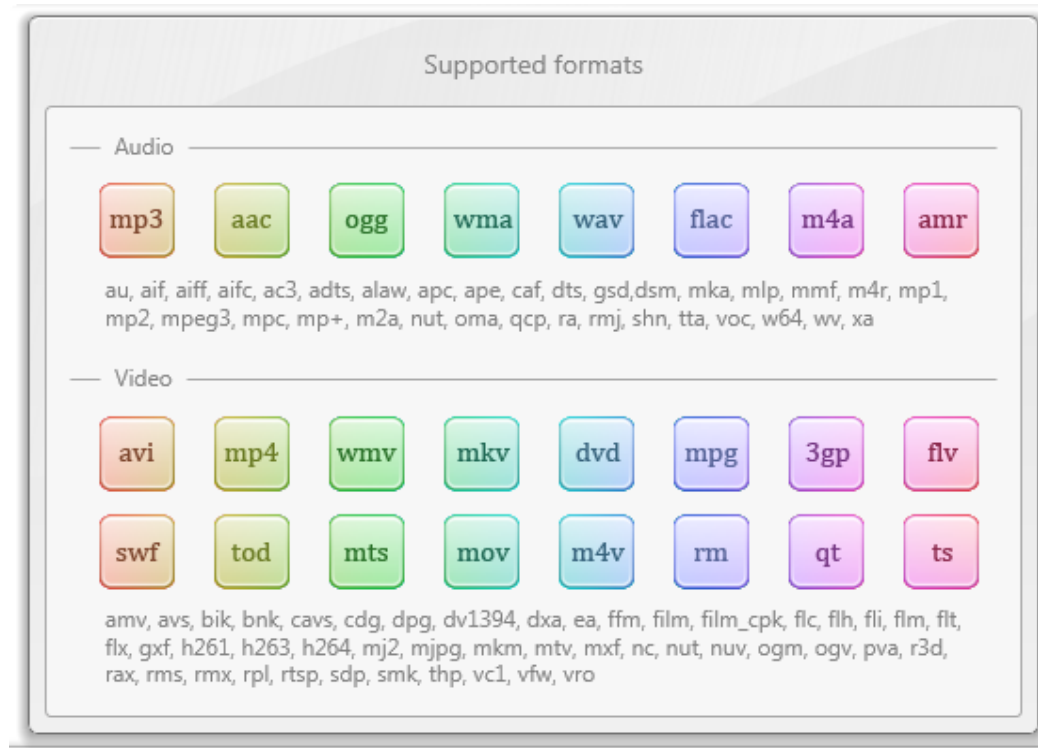 Supported formats
Audio
mp3 aac ogg wma wav flac m4a amr
au, aif, aiff, aifc, ac3, adts, alaw, apc, ape, caf, dts, gsd,dsm, mka, mlp, mmf, m4r, mp1,
mp2, mpeg3, mpc, mp+, m2a, nut, oma, qcp, ra, rmj, shn, tta, voc, w64, wv, xa
Video
avi mp4 wmv mkv dvd mpg 3gp flv
swf tod mts mov m4v rm qt ts
amv, avs, bik, bnk, cavs, cdg, dpg, dv1394, dxa, ea, ffm, film, film_cpk, flc, flh, fli, flm, flt,
flx, gxf, h261, h263, h264, mj2, mjpg, mkm, mtv, mxf, nc, nut, nuv, ogm, ogv, pva, r3d,
rax, rms, rmx, rpl, rtsp, sdp, smk, thp, vc1, vfw, vro